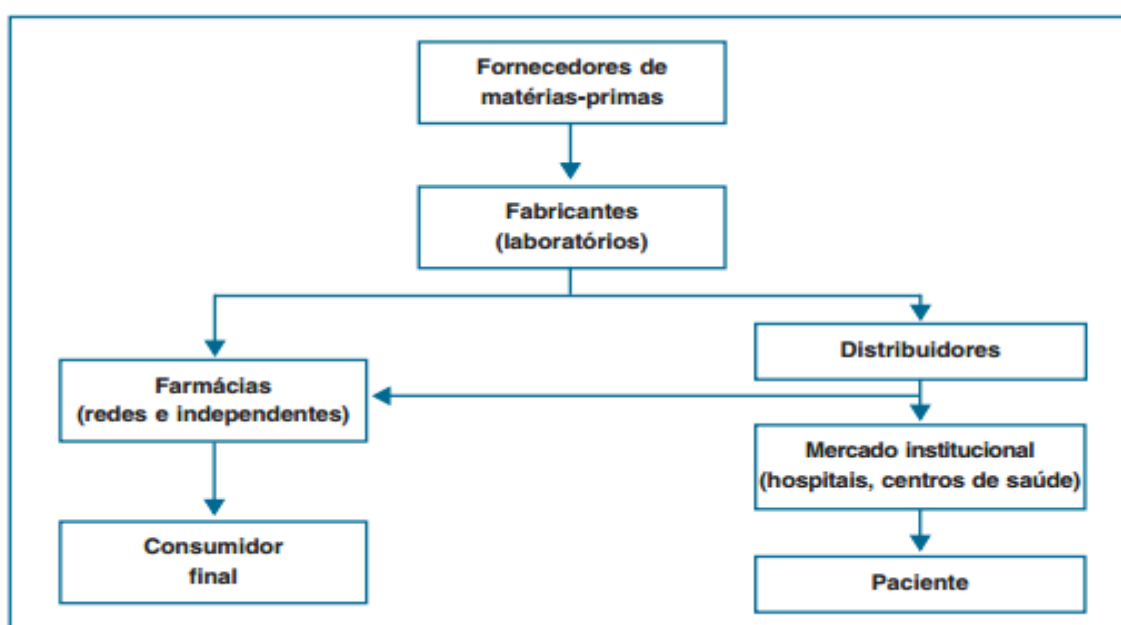 Fornecedores de
matérias-primas
Fabricantes
(laboratórios)
Distribuidores
Farmácias
(redes e independentes)
Mercado institucional
(hospitais, centros de saúde)
Consumidor
final
Paciente